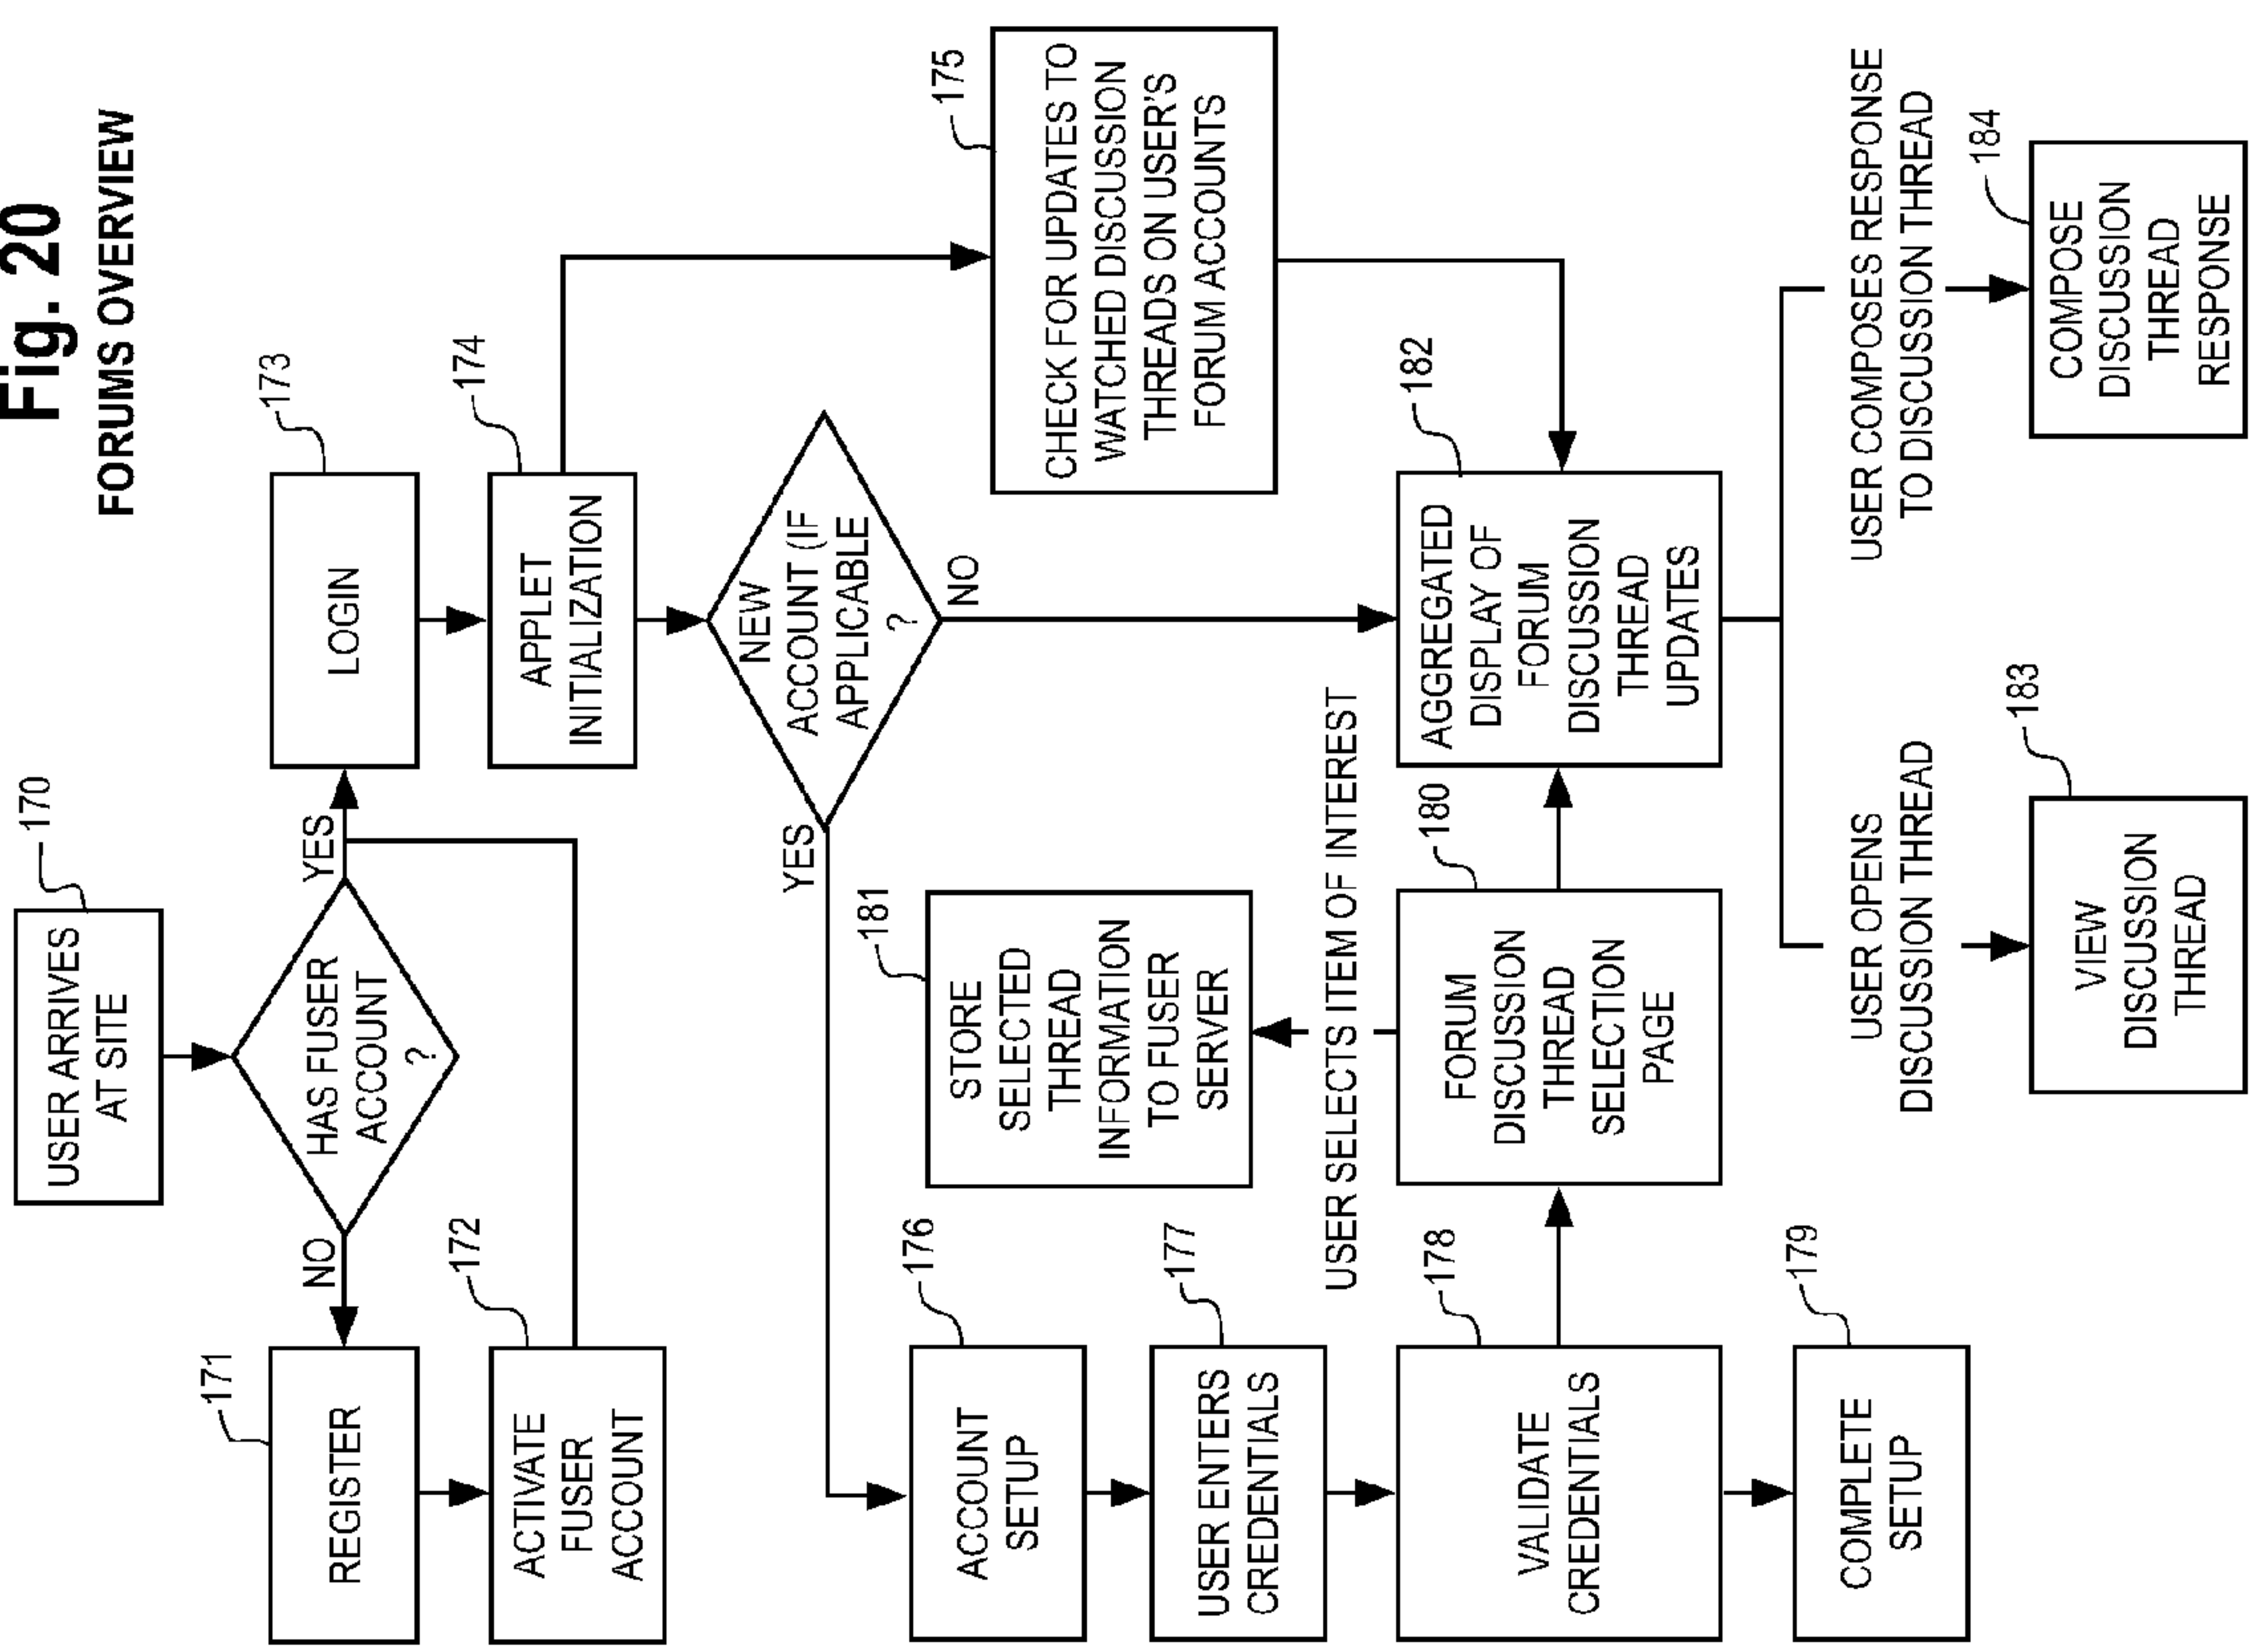 Fig. 20
FORUMS OVERVIEW
170
USER ARRIVES
AT SITE
HAS FUSER
ACCOUNT
?
NO
YES
171
REGISTER
172
ACTIVATE
FUSER
ACCOUNT
173
LOGIN
174
APPLET
INITIALIZATION
NEW
ACCOUNT (IF
APPLICABLE
?
YES
NO
175
CHECK FOR UPDATES TO
WATCHED DISCUSSION
THREADS ON USER'S
FORUM ACCOUNTS
176
ACCOUNT
SETUP
177
USER ENTERS
CREDENTIALS
178
VALIDATE
CREDENTIALS
179
COMPLETE
SETUP
181
STORE
SELECTED
THREAD
INFORMATION
TO FUSER
SERVER
USER SELECTS ITEM OF INTEREST
180
FORUM
DISCUSSION
THREAD
SELECTION
PAGE
182
AGGREGATED
DISPLAY OF
FORUM
DISCUSSION
THREAD
UPDATES
USER OPENS
DISCUSSION THREAD
183
VIEW
DISCUSSION
THREAD
USER COMPOSES RESPONSE
TO DISCUSSION THREAD
184
COMPOSE
DISCUSSION
THREAD
RESPONSE